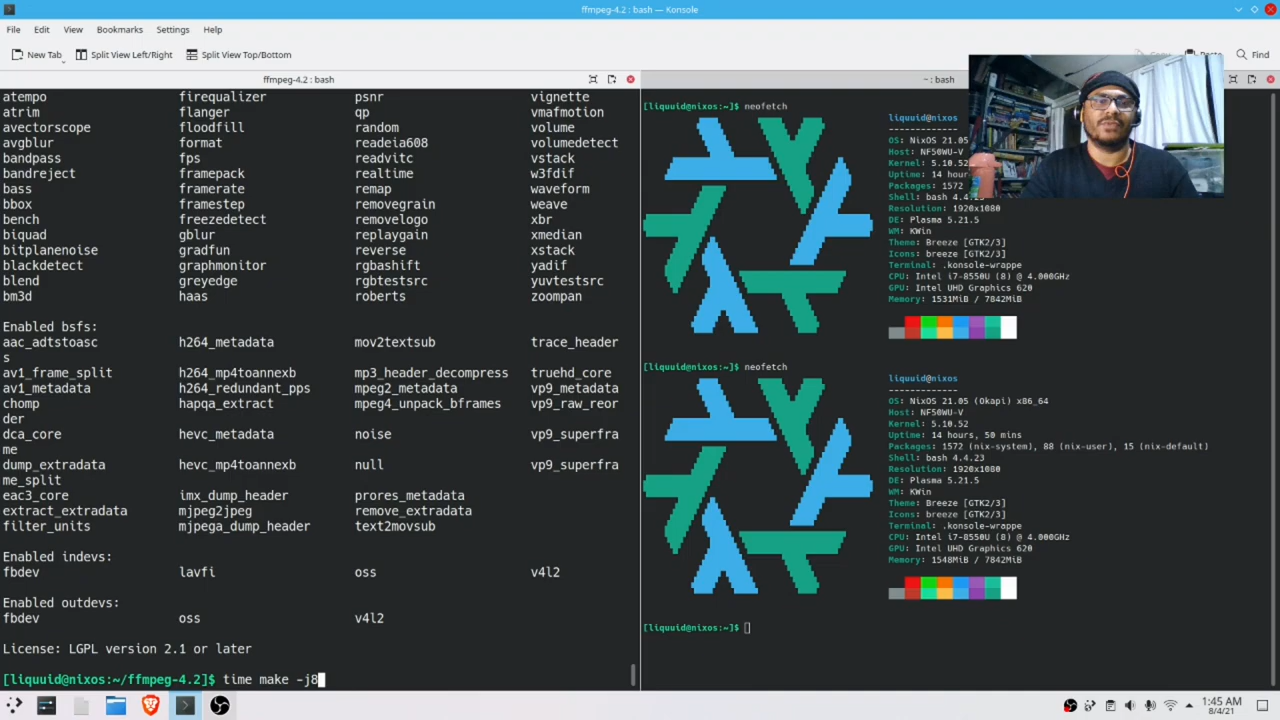 ffmpeg-4.2 : bash — Konsole
File Edit View Bookmarks Settings Help
New Tab Split View Left/Right Split View Top/Bottom Paste Find
ffmpeg-4.2 : bash
atempo firequalizer psnr vignette
atrim flanger qp vmafmotion
avectorscope floodfill random volume
avgblur format readeia608 volumedetect
bandpass fps readvitc vstack
bandreject framepack realtime w3fdif
bass framerate remap waveform
bbox framestep removegrain weave
bench freezedetect removelogo xbr
biquad gblur replaygain xmedian
bitplanenoise gradfun reverse xstack
blackdetect graphmonitor rgbashift yadif
blend greyedge rgbtestsrc yuvtestsrc
bm3d haas roberts zoompan
Enabled bsfs:
aac_adtstoasc h264_metadata mov2textsub trace_header
s
av1_frame_split h264_mp4toannexb mp3_header_decompress truehd_core
av1_metadata h264_redundant_pps mpeg2_metadata vp9_metadata
chomp hapqa_extract mpeg4_unpack_bframes vp9_raw_reor
der
dca_core hevc_metadata noise vp9_superfra
me
dump_extradata hevc_mp4toannexb null vp9_superfra
me_split
eac3_core imx_dump_header prores_metadata
extract_extradata mjpeg2jpeg remove_extradata
filter_units mjpega_dump_header text2movsub
Enabled indevs:
fbdev lavfi oss v4l2
Enabled outdevs:
fbdev oss v4l2
License: LGPL version 2.1 or later
[liquuid@nixos:~/ffmpeg-4.2]$ time make -j8
~ : bash
[liquuid@nixos:~]$ neofetch
liquuid@nixos
-------------
OS: NixOS 21.05
Host: NF50WU-V
Kernel: 5.10.52
Uptime: 14 hour
Packages: 1572
Shell: bash 4.4.23
Resolution: 1920x1080
DE: Plasma 5.21.5
WM: KWin
Theme: Breeze [GTK2/3]
Icons: breeze [GTK2/3]
Terminal: .konsole-wrappe
CPU: Intel i7-8550U (8) @ 4.000GHz
GPU: Intel UHD Graphics 620
Memory: 1531MiB / 7842MiB
[liquuid@nixos:~]$ neofetch
liquuid@nixos
-------------
OS: NixOS 21.05 (Okapi) x86_64
Host: NF50WU-V
Kernel: 5.10.52
Uptime: 14 hours, 50 mins
Packages: 1572 (nix-system), 88 (nix-user), 15 (nix-default)
Shell: bash 4.4.23
Resolution: 1920x1080
DE: Plasma 5.21.5
WM: KWin
Theme: Breeze [GTK2/3]
Icons: breeze [GTK2/3]
Terminal: .konsole-wrappe
CPU: Intel i7-8550U (8) @ 4.000GHz
GPU: Intel UHD Graphics 620
Memory: 1548MiB / 7842MiB
[liquuid@nixos:~]$
1:45 AM
8/4/21